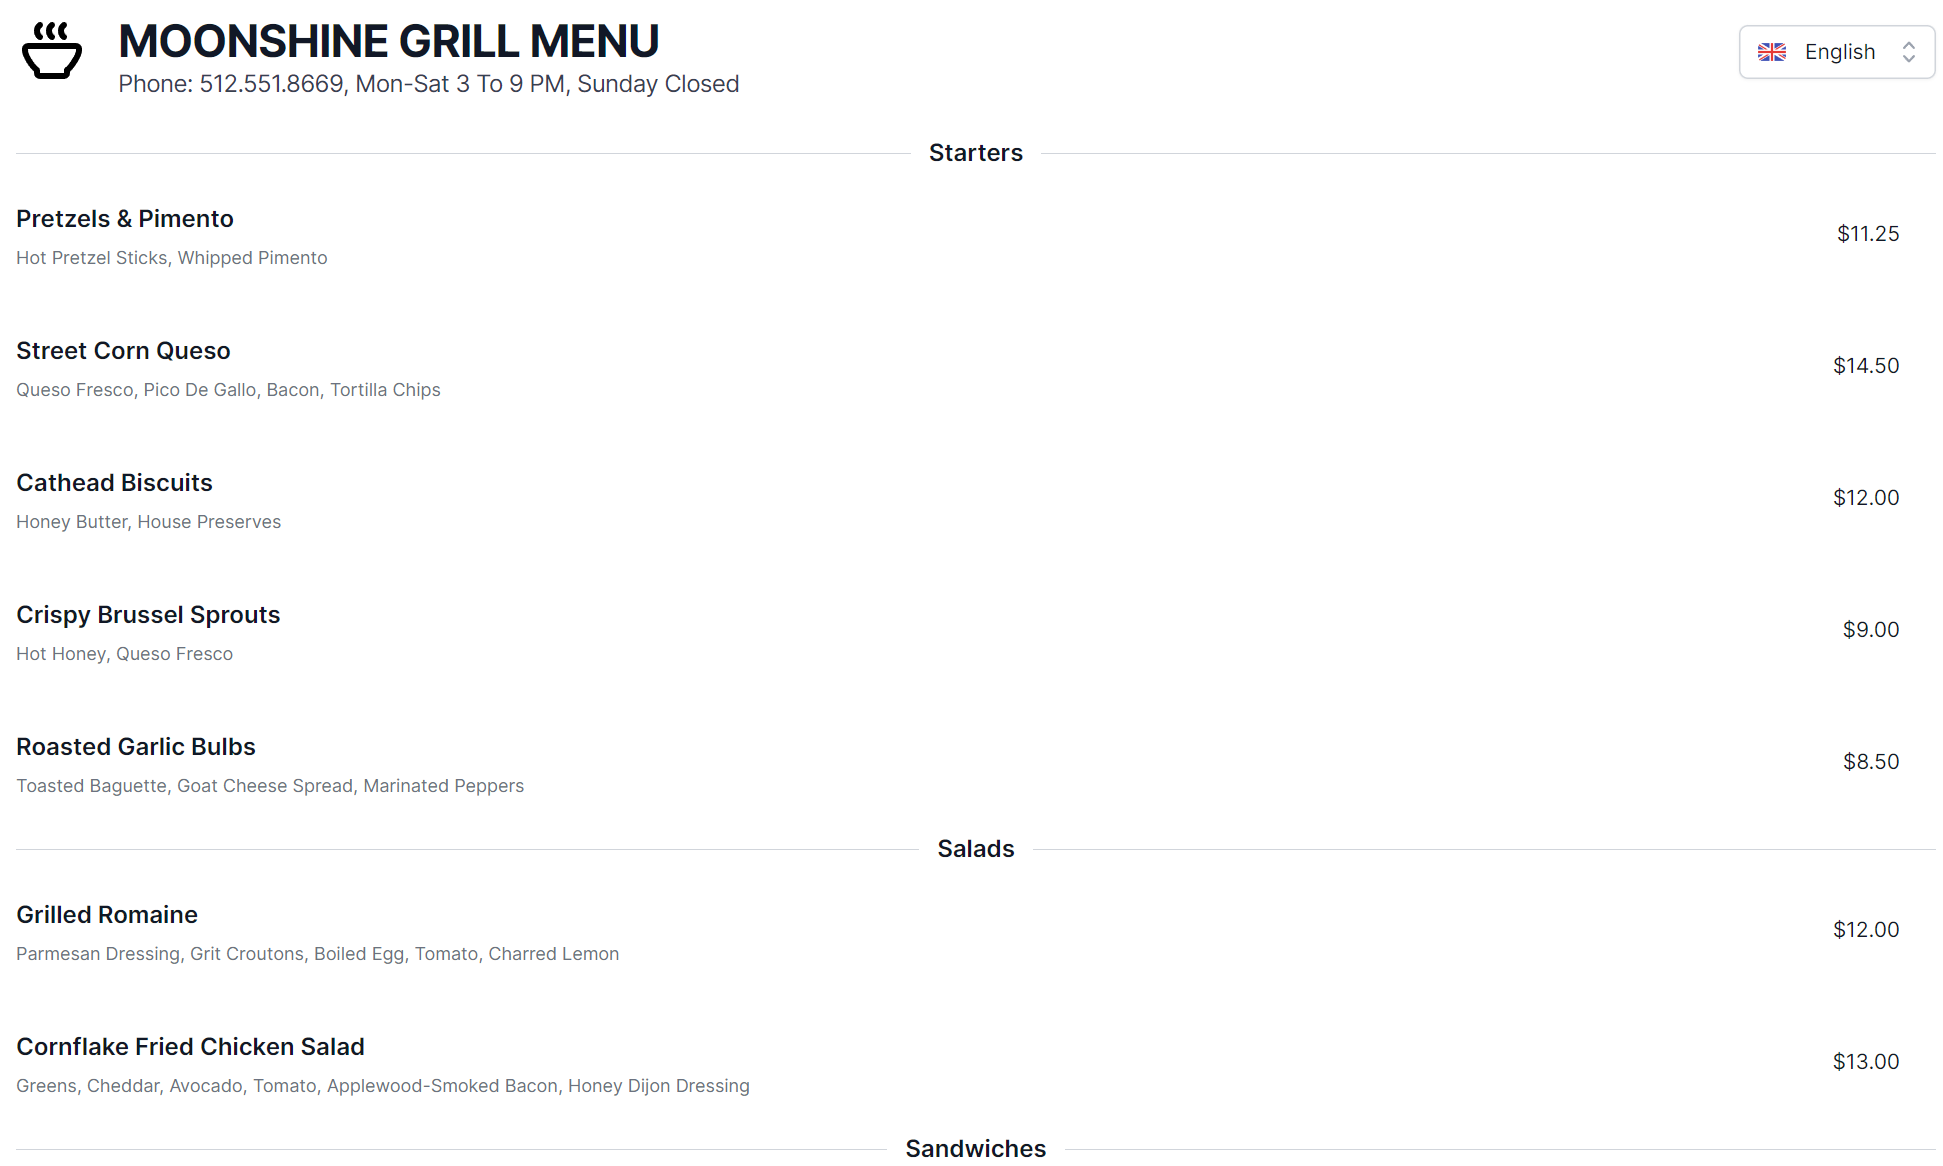 MOONSHINE GRILL MENU
Phone: 512.551.8669, Mon-Sat 3 To 9 PM, Sunday Closed
English
Starters
Pretzels & Pimento
Hot Pretzel Sticks, Whipped Pimento
$11.25
Street Corn Queso
Queso Fresco, Pico De Gallo, Bacon, Tortilla Chips
$14.50
Cathead Biscuits
Honey Butter, House Preserves
$12.00
Crispy Brussel Sprouts
Hot Honey, Queso Fresco
$9.00
Roasted Garlic Bulbs
Toasted Baguette, Goat Cheese Spread, Marinated Peppers
$8.50
Salads
Grilled Romaine
Parmesan Dressing, Grit Croutons, Boiled Egg, Tomato, Charred Lemon
$12.00
Cornflake Fried Chicken Salad
Greens, Cheddar, Avocado, Tomato, Applewood-Smoked Bacon, Honey Dijon Dressing
$13.00
Sandwiches